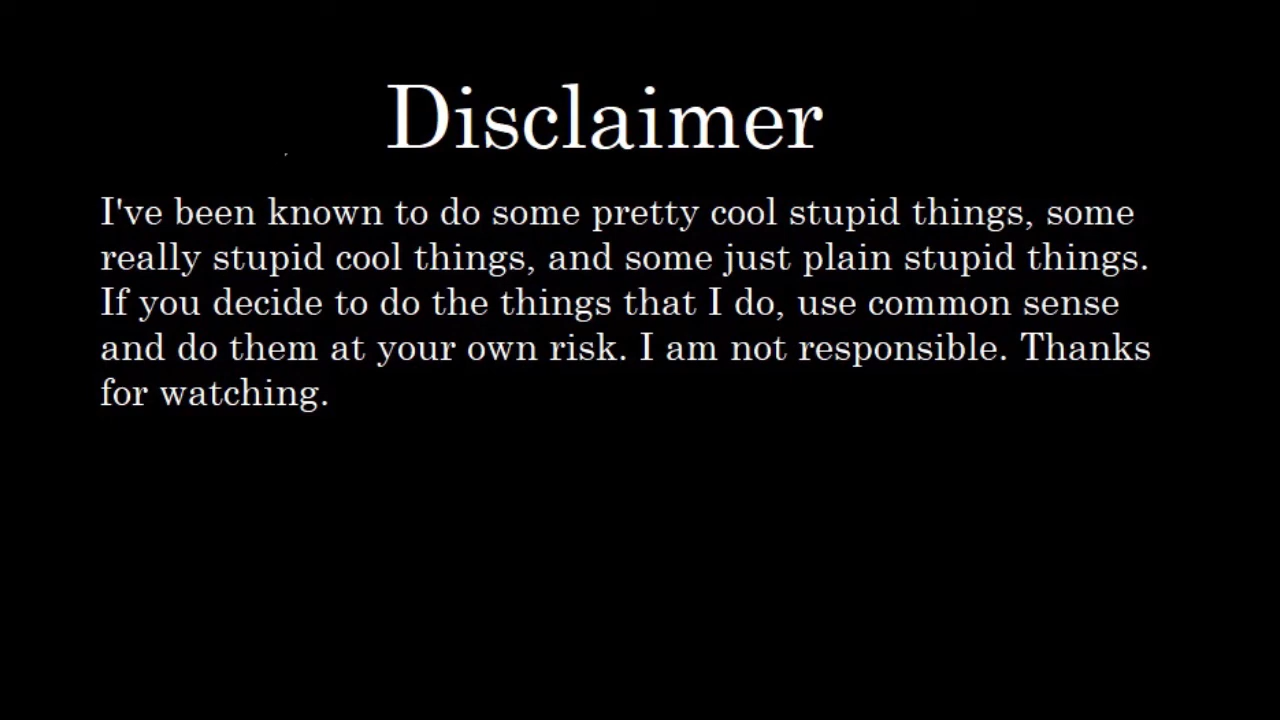 Disclaimer
I've been known to do some pretty cool stupid things, some
really stupid cool things, and some just plain stupid things.
If you decide to do the things that I do, use common sense
and do them at your own risk. I am not responsible. Thanks
for watching.